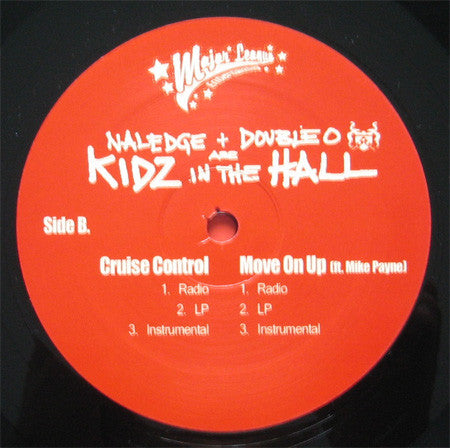 Major League
NALEDGE + DOUBLE O
ARE
KIDZ IN THE HALL
Side B.
Cruise Control
1. Radio
2. LP
3. Instrumental
Move On Up (ft. Mike Payne)
1. Radio
2. LP
3. Instrumental